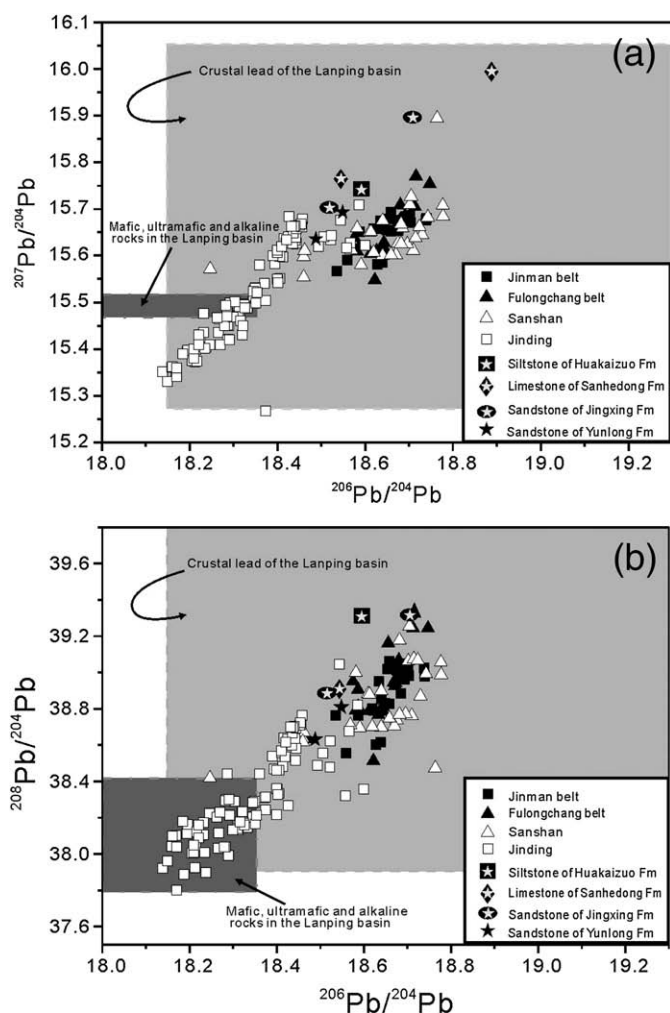 16.1
(a)
16.0
Crustal lead of the Lanping basin
15.9
15.8
15.7
Mafic, ultramafic and alkaline
rocks in the Lanping basin
15.6
²⁰⁷Pb/²⁰⁴Pb
15.5
Jinman belt
Fulongchang belt
15.4
Sanshan
Jinding
Siltstone of Huakaizuo Fm
15.3
Limestone of Sanhedong Fm
Sandstone of Jingxing Fm
15.2
Sandstone of Yunlong Fm
18.0 18.2 18.4 18.6 18.8 19.0 19.2
²⁰⁶Pb/²⁰⁴Pb
(b)
39.6
Crustal lead of the Lanping basin
39.2
38.8
²⁰⁸Pb/²⁰⁴Pb
38.4
Jinman belt
Fulongchang belt
Sanshan
38.0
Jinding
Siltstone of Huakaizuo Fm
Limestone of Sanhedong Fm
Mafic, ultramafic and alkaline
rocks in the Lanping basin
Sandstone of Jingxing Fm
37.6
Sandstone of Yunlong Fm
18.0 18.2 18.4 18.6 18.8 19.0 19.2
²⁰⁶Pb/²⁰⁴Pb